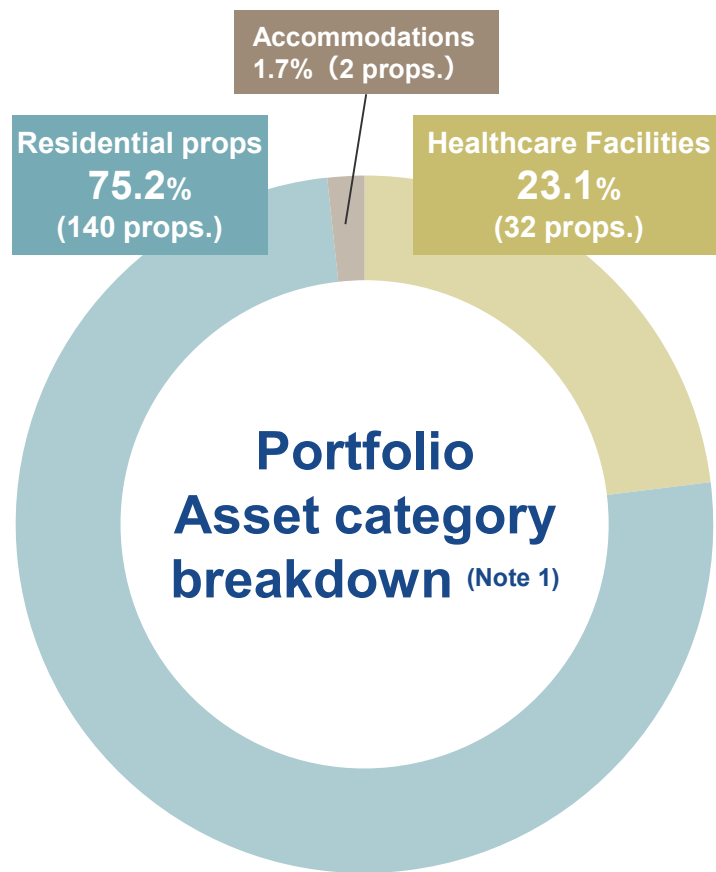 Accommodations
1.7%（2 props.）
Residential props
75.2%
(140 props.)
Healthcare Facilities
23.1%
(32 props.)
Portfolio
Asset category
breakdown (Note 1)